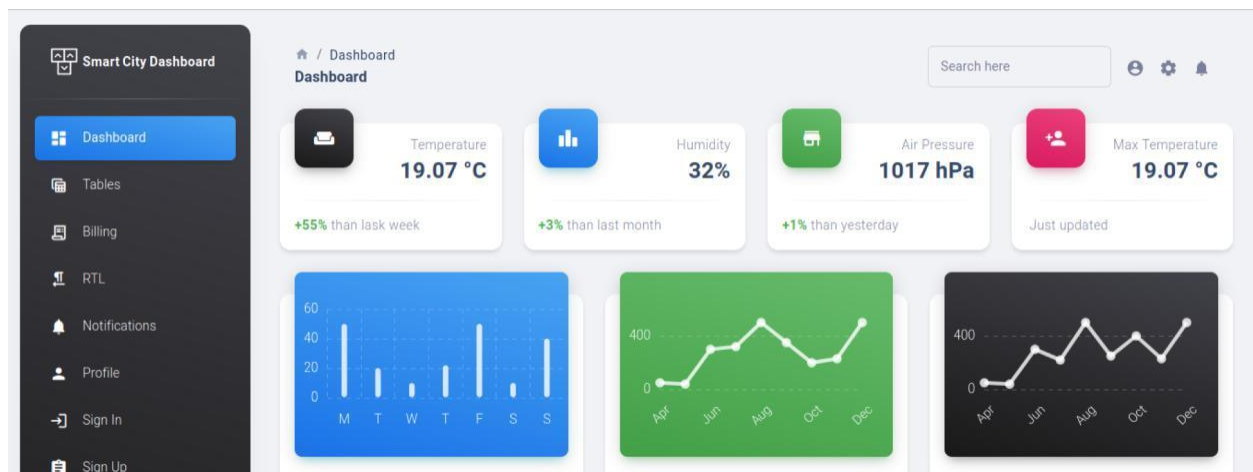 Smart City Dashboard
Dashboard
Tables
Billing
RTL
Notifications
Profile
Sign In
Sign Up
/ Dashboard
Dashboard
Search here
Temperature
19.07 °C
+55% than lask week
Humidity
32%
+3% than last month
Air Pressure
1017 hPa
+1% than yesterday
Max Temperature
19.07 °C
Just updated
60
40
20
0
M T W T F S S
400
0
Apr Jun Aug Oct Dec
400
0
Apr Jun Aug Oct Dec